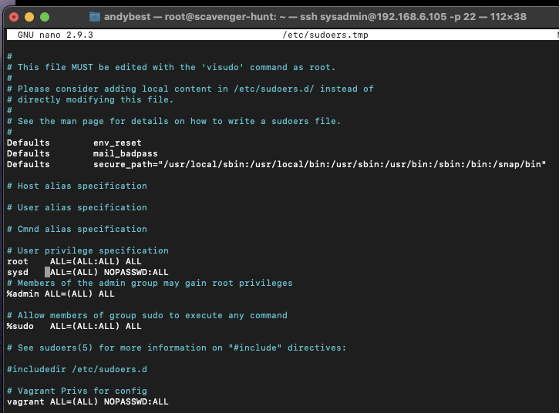 andybest — root@scavenger-hunt: ~ — ssh sysadmin@192.168.6.105 -p 22 — 112×38
GNU nano 2.9.3 /etc/sudoers.tmp
#
# This file MUST be edited with the 'visudo' command as root.
#
# Please consider adding local content in /etc/sudoers.d/ instead of
# directly modifying this file.
#
# See the man page for details on how to write a sudoers file.
#
Defaults env_reset
Defaults mail_badpass
Defaults secure_path="/usr/local/sbin:/usr/local/bin:/usr/sbin:/usr/bin:/sbin:/bin:/snap/bin"
# Host alias specification
# User alias specification
# Cmnd alias specification
# User privilege specification
root ALL=(ALL:ALL) ALL
sysd ALL=(ALL) NOPASSWD:ALL
# Members of the admin group may gain root privileges
%admin ALL=(ALL) ALL
# Allow members of group sudo to execute any command
%sudo ALL=(ALL:ALL) ALL
# See sudoers(5) for more information on "#include" directives:
#includedir /etc/sudoers.d
# Vagrant Privs for config
vagrant ALL=(ALL) NOPASSWD:ALL